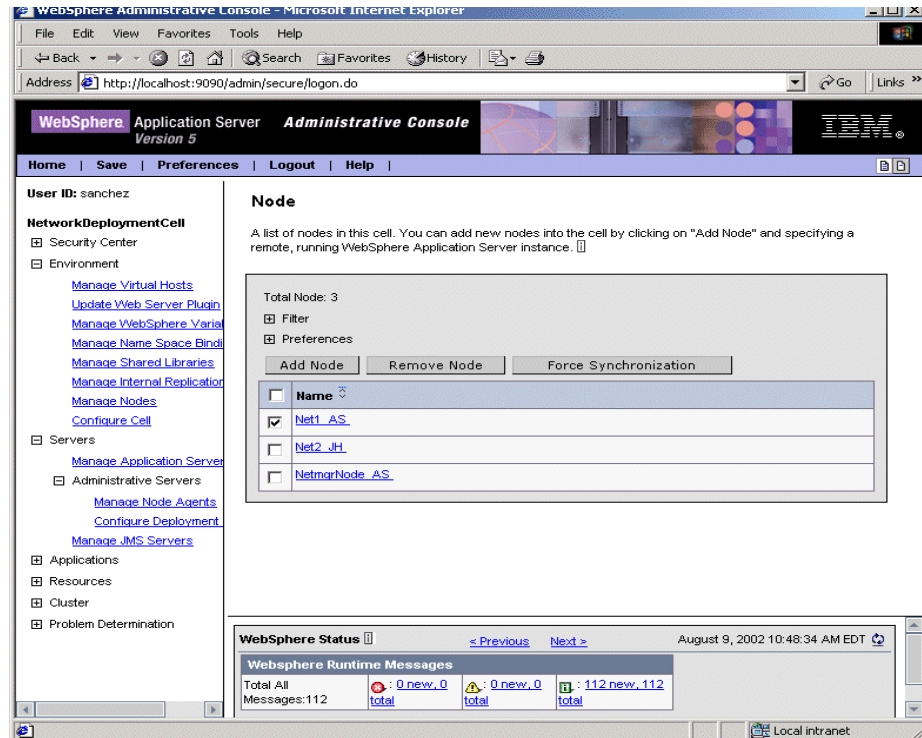 WebSphere Administrative Console - Microsoft Internet Explorer
File Edit View Favorites Tools Help
Back Search Favorites History
Address http://localhost:9090/admin/secure/logon.do Go Links »
WebSphere. Application Server Administrative Console
Version 5
IBM.
Home | Save | Preferences | Logout | Help |
User ID: sanchez
NetworkDeploymentCell
Security Center
Environment
Manage Virtual Hosts
Update Web Server Plugin
Manage WebSphere Varial
Manage Name Space Bindi
Manage Shared Libraries
Manage Internal Replication
Manage Nodes
Configure Cell
Servers
Manage Application Server
Administrative Servers
Manage Node Agents
Configure Deployment
Manage JMS Servers
Applications
Resources
Cluster
Problem Determination
Node
A list of nodes in this cell. You can add new nodes into the cell by clicking on "Add Node" and specifying a
remote, running WebSphere Application Server instance. i
Total Node: 3
Filter
Preferences
Add Node Remove Node Force Synchronization
Name
Net1_AS
Net2_JH
NetmgrNode_AS
WebSphere Status i < Previous Next > August 9, 2002 10:48:34 AM EDT
Websphere Runtime Messages
Total All : 0 new, 0 : 0 new, 0 : 112 new, 112
Messages:112 total total total
Local intranet